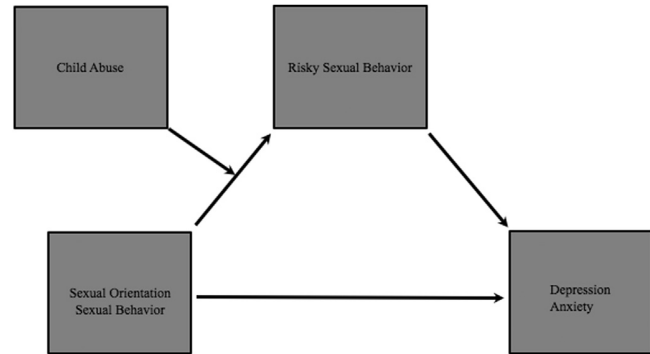 Child Abuse
Risky Sexual Behavior
Sexual Orientation
Sexual Behavior
Depression
Anxiety